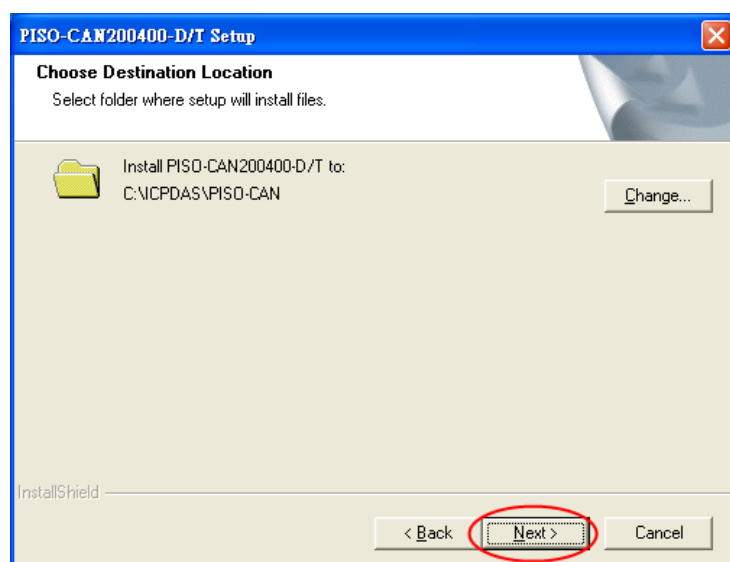 PISO-CAN200400-D/T Setup
Choose Destination Location
Select folder where setup will install files.
Install PISO-CAN200400-D/T to:
C:\ICPDAS\PISO-CAN
Change...
InstallShield
< Back
Next >
Cancel